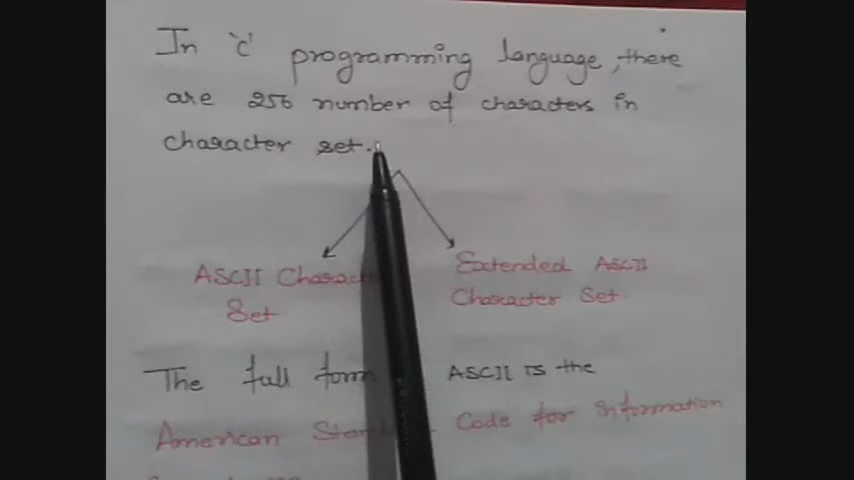 In 'c' programming language, there
are 256 number of characters in
character set.
ASCII Charact
Set
Extended ASCII
Character Set
The full form ASCII is the
American Code for Information